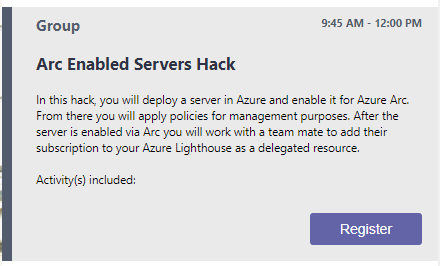 Group
9:45 AM - 12:00 PM
Arc Enabled Servers Hack
In this hack, you will deploy a server in Azure and enable it for Azure Arc.
From there you will apply policies for management purposes. After the
server is enabled via Arc you will work with a team mate to add their
subscription to your Azure Lighthouse as a delegated resource.
Activity(s) included:
Register